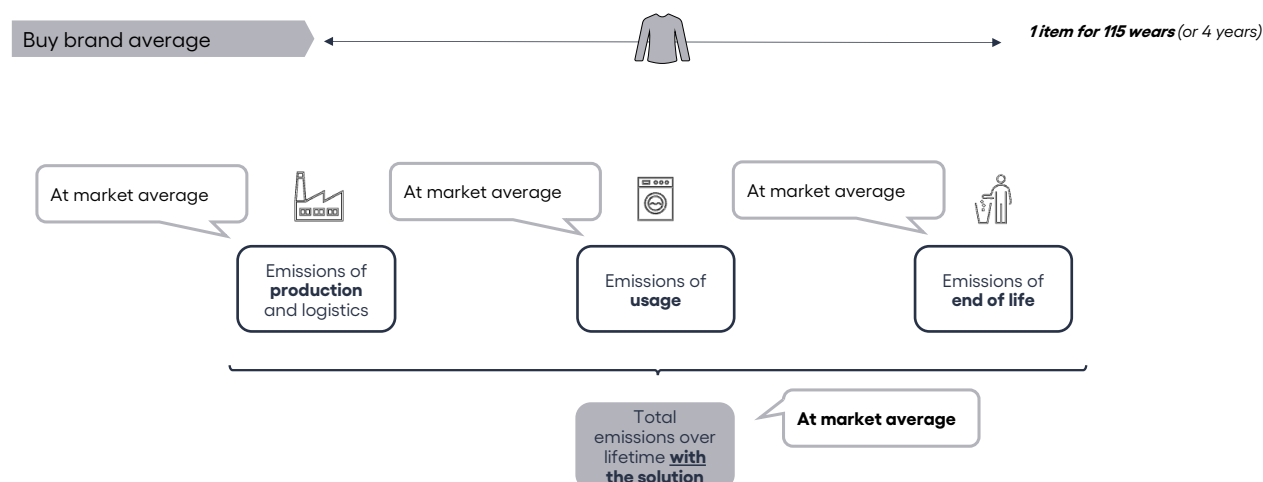 Buy brand average
1 item for 115 wears (or 4 years)
At market average
At market average
At market average
Emissions of
production
and logistics
Emissions of
usage
Emissions of
end of life
Total
emissions over
lifetime with
the solution
At market average